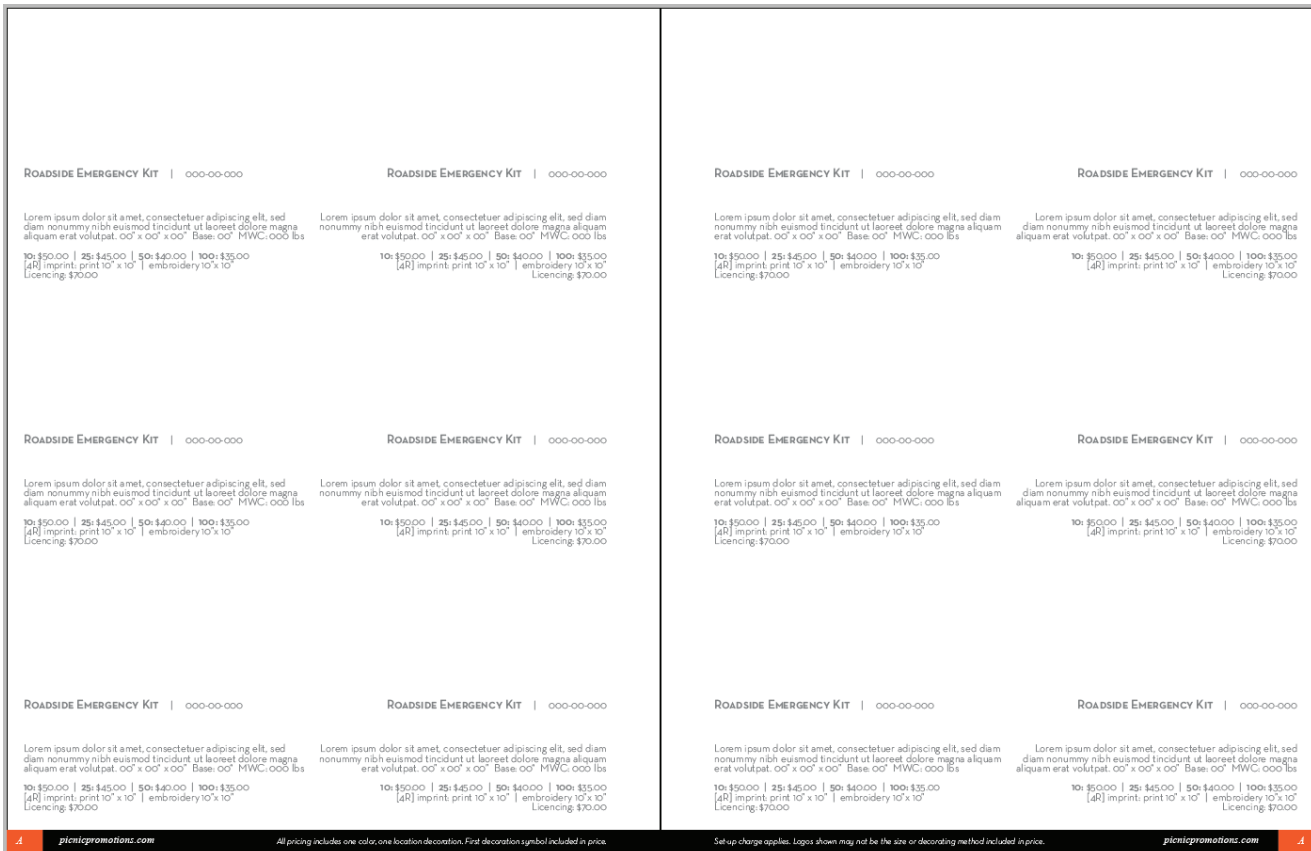 Roadside Emergency Kit | 000-00-000
Lorem ipsum dolor sit amet, consectetuer adipiscing elit, sed
diam nonummy nibh euismod tincidunt ut laoreet dolore magna
aliquam erat volutpat. 00" x 00" x 00" Base: 00" MWC: 000 lbs
10: $50.00 | 25: $45.00 | 50: $40.00 | 100: $35.00
[4R] imprint: print 10" x 10" | embroidery 10"x 10"
Licencing: $70.00
Roadside Emergency Kit | 000-00-000
Lorem ipsum dolor sit amet, consectetuer adipiscing elit, sed diam
nonummy nibh euismod tincidunt ut laoreet dolore magna aliquam
erat volutpat. 00" x 00" x 00" Base: 00" MWC: 000 lbs
10: $50.00 | 25: $45.00 | 50: $40.00 | 100: $35.00
[4R] imprint: print 10" x 10" | embroidery 10"x 10"
Licencing: $70.00
Roadside Emergency Kit | 000-00-000
Lorem ipsum dolor sit amet, consectetuer adipiscing elit, sed
diam nonummy nibh euismod tincidunt ut laoreet dolore magna
aliquam erat volutpat. 00" x 00" x 00" Base: 00" MWC: 000 lbs
10: $50.00 | 25: $45.00 | 50: $40.00 | 100: $35.00
[4R] imprint: print 10" x 10" | embroidery 10"x 10"
Licencing: $70.00
Roadside Emergency Kit | 000-00-000
Lorem ipsum dolor sit amet, consectetuer adipiscing elit, sed diam
nonummy nibh euismod tincidunt ut laoreet dolore magna aliquam
erat volutpat. 00" x 00" x 00" Base: 00" MWC: 000 lbs
10: $50.00 | 25: $45.00 | 50: $40.00 | 100: $35.00
[4R] imprint: print 10" x 10" | embroidery 10"x 10"
Licencing: $70.00
Roadside Emergency Kit | 000-00-000
Lorem ipsum dolor sit amet, consectetuer adipiscing elit, sed
diam nonummy nibh euismod tincidunt ut laoreet dolore magna
aliquam erat volutpat. 00" x 00" x 00" Base: 00" MWC: 000 lbs
10: $50.00 | 25: $45.00 | 50: $40.00 | 100: $35.00
[4R] imprint: print 10" x 10" | embroidery 10"x 10"
Licencing: $70.00
Roadside Emergency Kit | 000-00-000
Lorem ipsum dolor sit amet, consectetuer adipiscing elit, sed diam
nonummy nibh euismod tincidunt ut laoreet dolore magna aliquam
erat volutpat. 00" x 00" x 00" Base: 00" MWC: 000 lbs
10: $50.00 | 25: $45.00 | 50: $40.00 | 100: $35.00
[4R] imprint: print 10" x 10" | embroidery 10"x 10"
Licencing: $70.00
A picnicpromotions.com All pricing includes one color, one location decoration. First decoration symbol included in price.
Roadside Emergency Kit | 000-00-000
Lorem ipsum dolor sit amet, consectetuer adipiscing elit, sed diam
nonummy nibh euismod tincidunt ut laoreet dolore magna aliquam
erat volutpat. 00" x 00" x 00" Base: 00" MWC: 000 lbs
10: $50.00 | 25: $45.00 | 50: $40.00 | 100: $35.00
[4R] imprint: print 10" x 10" | embroidery 10"x 10"
Licencing: $70.00
Roadside Emergency Kit | 000-00-000
Lorem ipsum dolor sit amet, consectetuer adipiscing elit, sed
diam nonummy nibh euismod tincidunt ut laoreet dolore magna
aliquam erat volutpat. 00" x 00" x 00" Base: 00" MWC: 000 lbs
10: $50.00 | 25: $45.00 | 50: $40.00 | 100: $35.00
[4R] imprint: print 10" x 10" | embroidery 10"x 10"
Licencing: $70.00
Roadside Emergency Kit | 000-00-000
Lorem ipsum dolor sit amet, consectetuer adipiscing elit, sed diam
nonummy nibh euismod tincidunt ut laoreet dolore magna aliquam
erat volutpat. 00" x 00" x 00" Base: 00" MWC: 000 lbs
10: $50.00 | 25: $45.00 | 50: $40.00 | 100: $35.00
[4R] imprint: print 10" x 10" | embroidery 10"x 10"
Licencing: $70.00
Roadside Emergency Kit | 000-00-000
Lorem ipsum dolor sit amet, consectetuer adipiscing elit, sed
diam nonummy nibh euismod tincidunt ut laoreet dolore magna
aliquam erat volutpat. 00" x 00" x 00" Base: 00" MWC: 000 lbs
10: $50.00 | 25: $45.00 | 50: $40.00 | 100: $35.00
[4R] imprint: print 10" x 10" | embroidery 10"x 10"
Licencing: $70.00
Roadside Emergency Kit | 000-00-000
Lorem ipsum dolor sit amet, consectetuer adipiscing elit, sed diam
nonummy nibh euismod tincidunt ut laoreet dolore magna aliquam
erat volutpat. 00" x 00" x 00" Base: 00" MWC: 000 lbs
10: $50.00 | 25: $45.00 | 50: $40.00 | 100: $35.00
[4R] imprint: print 10" x 10" | embroidery 10"x 10"
Licencing: $70.00
Roadside Emergency Kit | 000-00-000
Lorem ipsum dolor sit amet, consectetuer adipiscing elit, sed
diam nonummy nibh euismod tincidunt ut laoreet dolore magna
aliquam erat volutpat. 00" x 00" x 00" Base: 00" MWC: 000 lbs
10: $50.00 | 25: $45.00 | 50: $40.00 | 100: $35.00
[4R] imprint: print 10" x 10" | embroidery 10"x 10"
Licencing: $70.00
Set-up charge applies. Logos shown may not be the size or decorating method included in price. picnicpromotions.com A